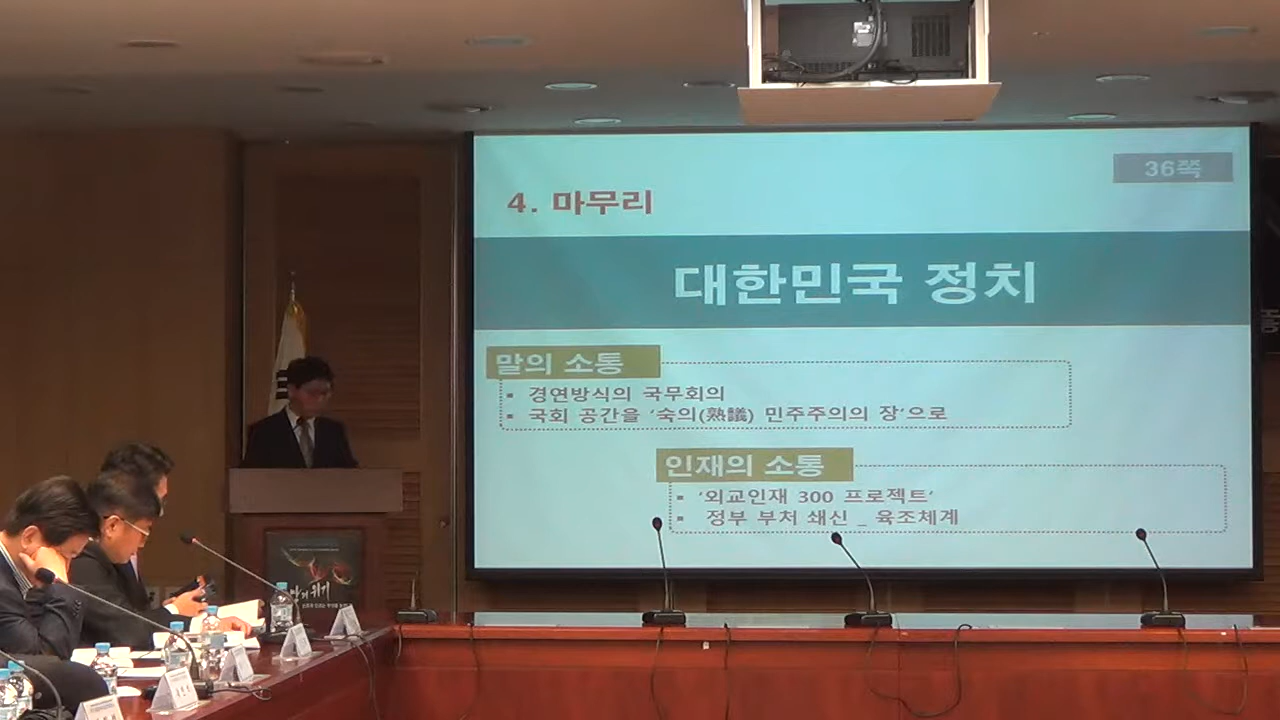 36쪽
4. 마무리
대한민국 정치
말의 소통
▪ 경연방식의 국무회의
▪ 국회 공간을 '숙의(熟議) 민주주의의 장'으로
인재의 소통
▪ '외교인재 300 프로젝트'
▪ 정부 부처 쇄신 _ 육조체계
위기